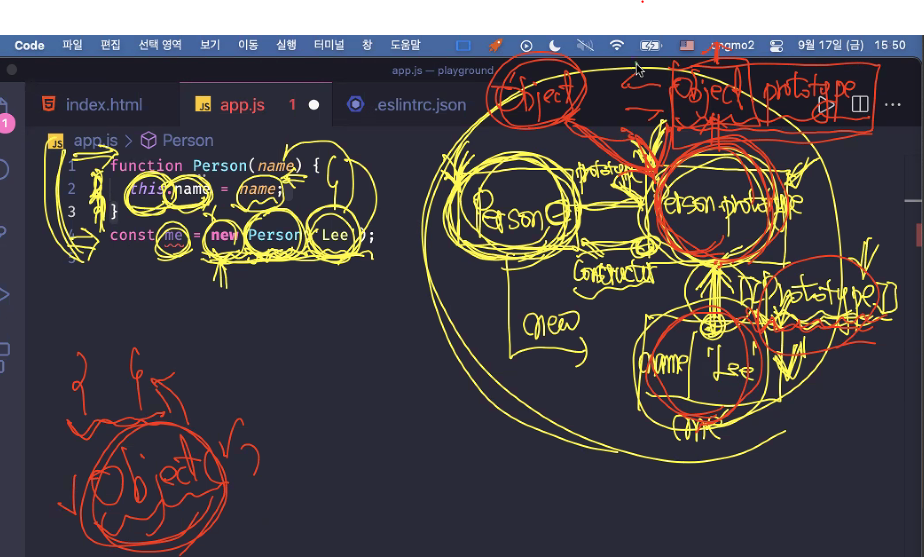 Code 파일 편집 선택 영역 보기 이동 실행 터미널 창 도움말 9월 17일 (금) 15 50
app.js — playground
index.html
JS app.js 1
.eslintrc.json
1
JS app.js > Person
1 function Person(name) {
2 this.name = name;
3 }
const me = new Person('Lee');
Object
Object prototype
prototype
Person
Person.prototype
Constructor
new
[[Prototype]]
name 'Lee'
me
Object